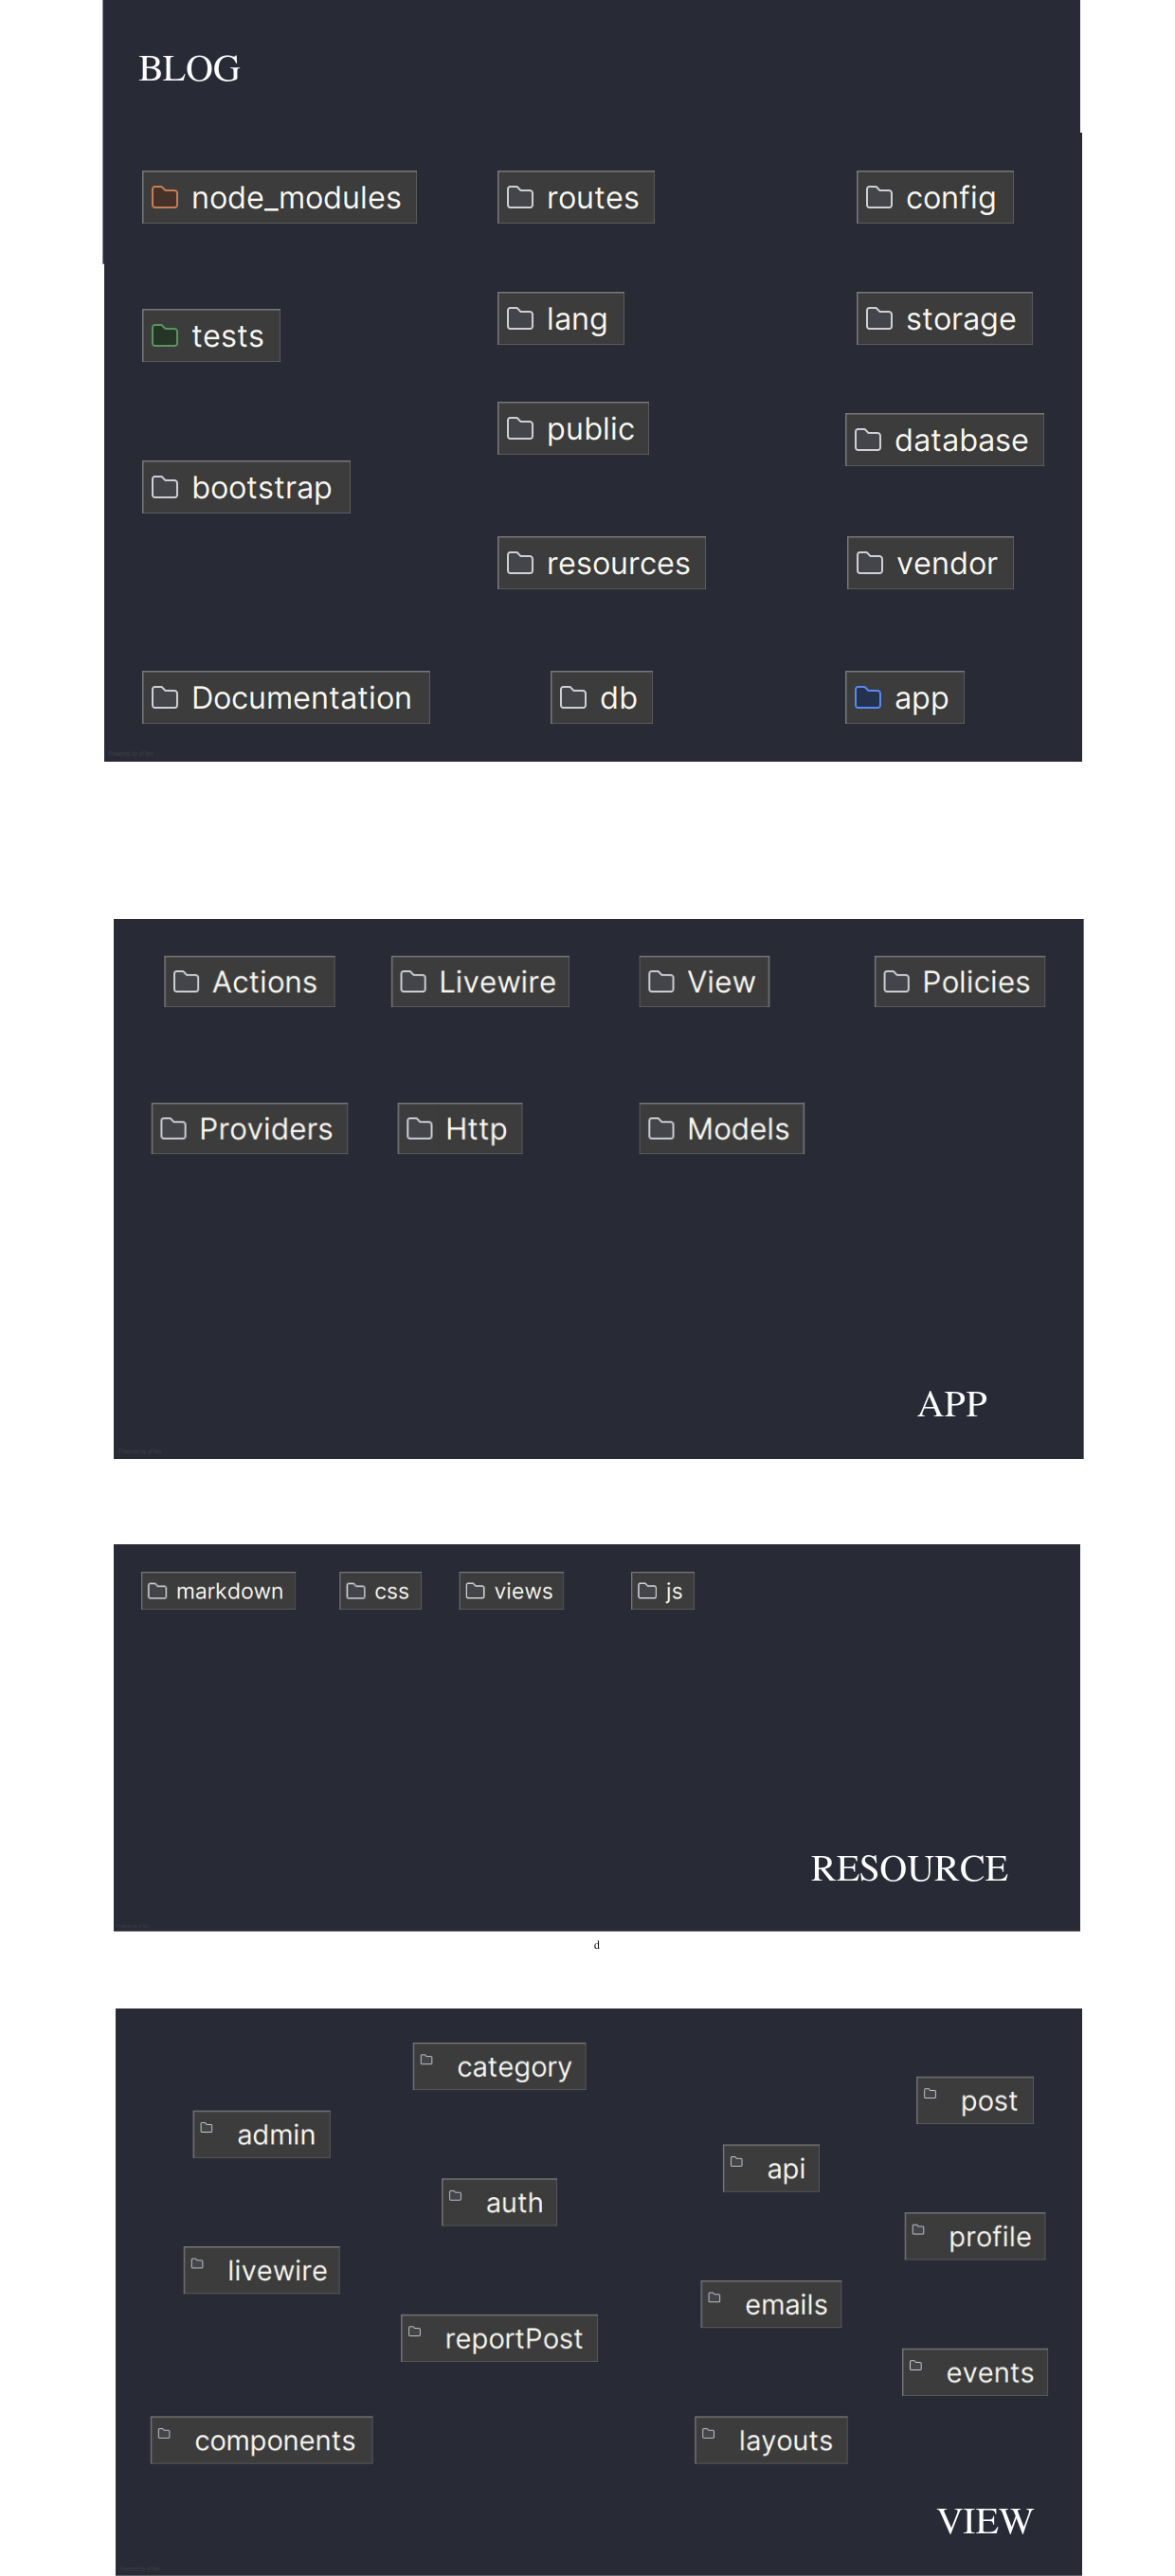 BLOG
node_modules
routes
config
tests
lang
storage
public
database
bootstrap
resources
vendor
Documentation
db
app
Actions
Livewire
View
Policies
Providers
Http
Models
APP
markdown
css
views
js
RESOURCE
d
category
post
admin
api
auth
profile
livewire
emails
reportPost
events
components
layouts
VIEW